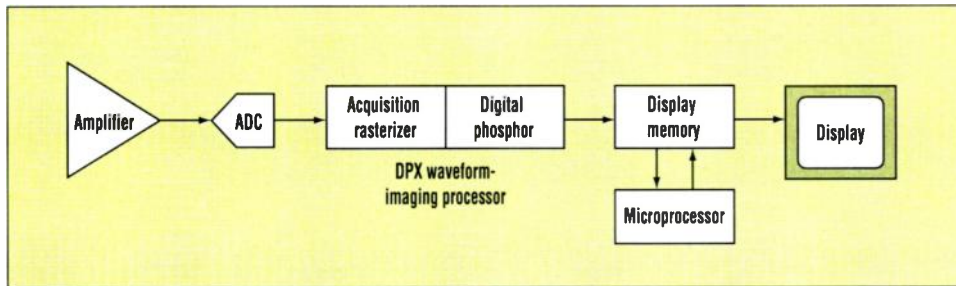 Amplifier
ADC
Acquisition
rasterizer
Digital
phosphor
DPX waveform-
imaging processor
Display
memory
Microprocessor
Display